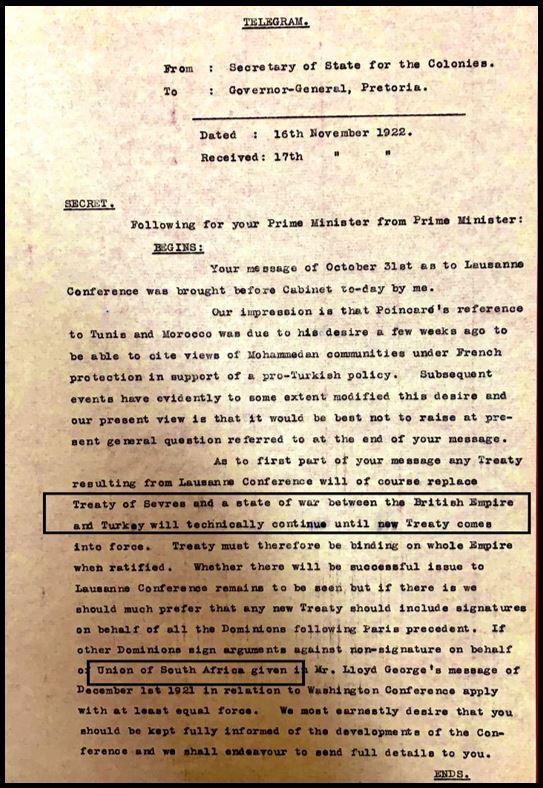 TELEGRAM.
From : Secretary of State for the Colonies.
To : Governor-General, Pretoria.
Dated : 16th November 1922.
Received: 17th " "
SECRET.
Following for your Prime Minister from Prime Minister:
BEGINS:
Your message of October 31st as to Lausanne
Conference was brought before Cabinet to-day by me.
Our impression is that Poincaré's reference
to Tunis and Morocco was due to his desire a few weeks ago to
be able to cite views of Mohammedan communities under French
protection in support of a pro-Turkish policy. Subsequent
events have evidently to some extent modified this desire and
our present view is that it would be best not to raise at pre-
sent general question referred to at the end of your message.
As to first part of your message any Treaty
resulting from Lausanne Conference will of course replace
Treaty of Sevres and a state of war between the British Empire
and Turkey will technically continue until new Treaty comes
into force. Treaty must therefore be binding on whole Empire
when ratified. Whether there will be successful issue to
Lausanne Conference remains to be seen but if there is we
should much prefer that any new Treaty should include signatures
on behalf of all the Dominions following Paris precedent. If
other Dominions sign arguments against non-signature on behalf
of Union of South Africa given in Mr. Lloyd George's message of
December 1st 1921 in relation to Washington Conference apply
with at least equal force. We most earnestly desire that you
should be kept fully informed of the developments of the Con-
ference and we shall endeavour to send full details to you.
ENDS.